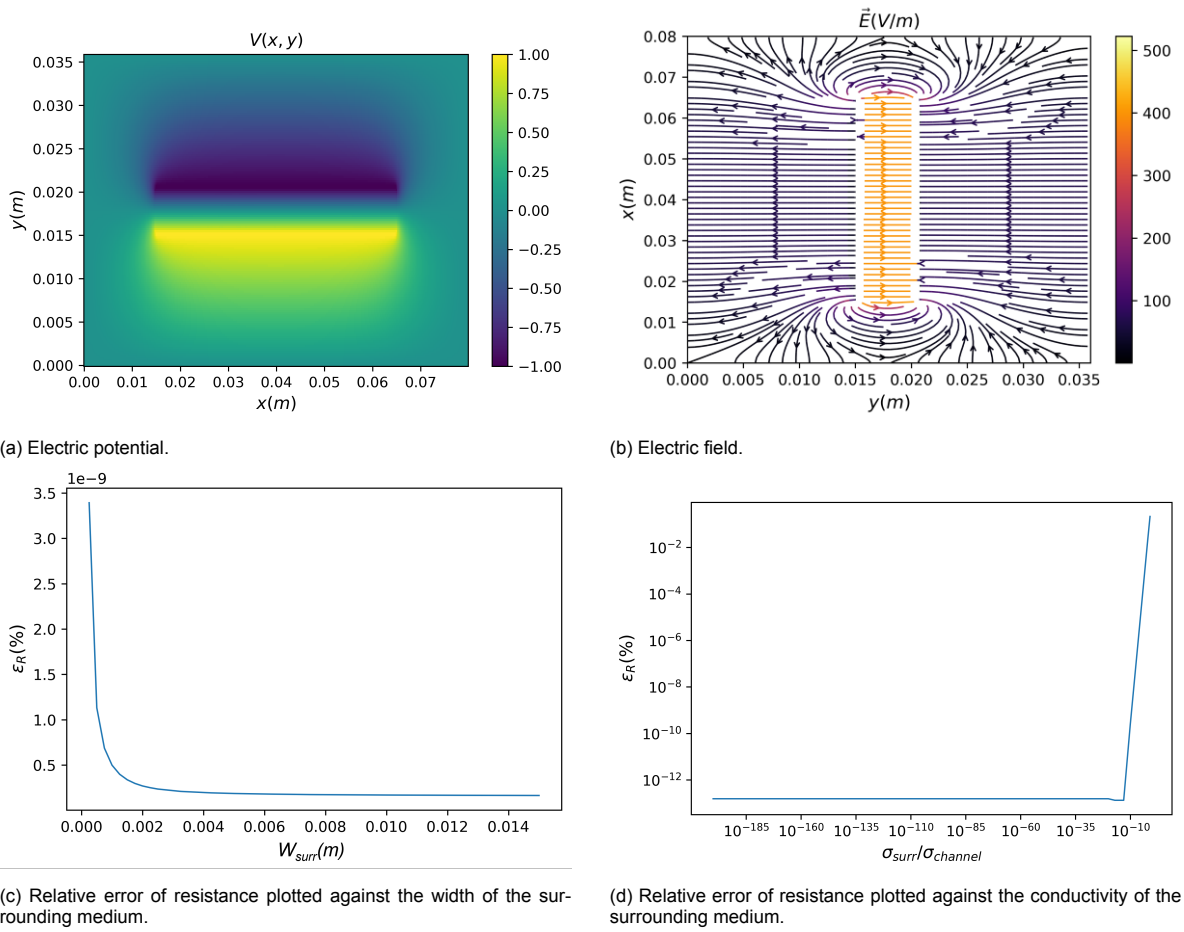 V(x, y)
0.035
0.030
0.025
0.020
0.015
0.010
0.005
0.000
y(m)
0.00 0.01 0.02 0.03 0.04 0.05 0.06 0.07
x(m)
1.00
0.75
0.50
0.25
0.00
−0.25
−0.50
−0.75
−1.00
(a) Electric potential.
E⃗(V/m)
0.08
0.07
0.06
0.05
0.04
0.03
0.02
0.01
0.00
x(m)
0.000 0.005 0.010 0.015 0.020 0.025 0.030 0.035
y(m)
500
400
300
200
100
(b) Electric field.
1e−9
3.5
3.0
2.5
2.0
1.5
1.0
0.5
εR(%)
0.000 0.002 0.004 0.006 0.008 0.010 0.012 0.014
Wsurr(m)
(c) Relative error of resistance plotted against the width of the sur-
rounding medium.
10⁻²
10⁻⁴
10⁻⁶
10⁻⁸
10⁻¹⁰
10⁻¹²
εR(%)
10⁻¹⁸⁵ 10⁻¹⁶⁰ 10⁻¹³⁵ 10⁻¹¹⁰ 10⁻⁸⁵ 10⁻⁶⁰ 10⁻³⁵ 10⁻¹⁰
σsurr/σchannel
(d) Relative error of resistance plotted against the conductivity of the
surrounding medium.